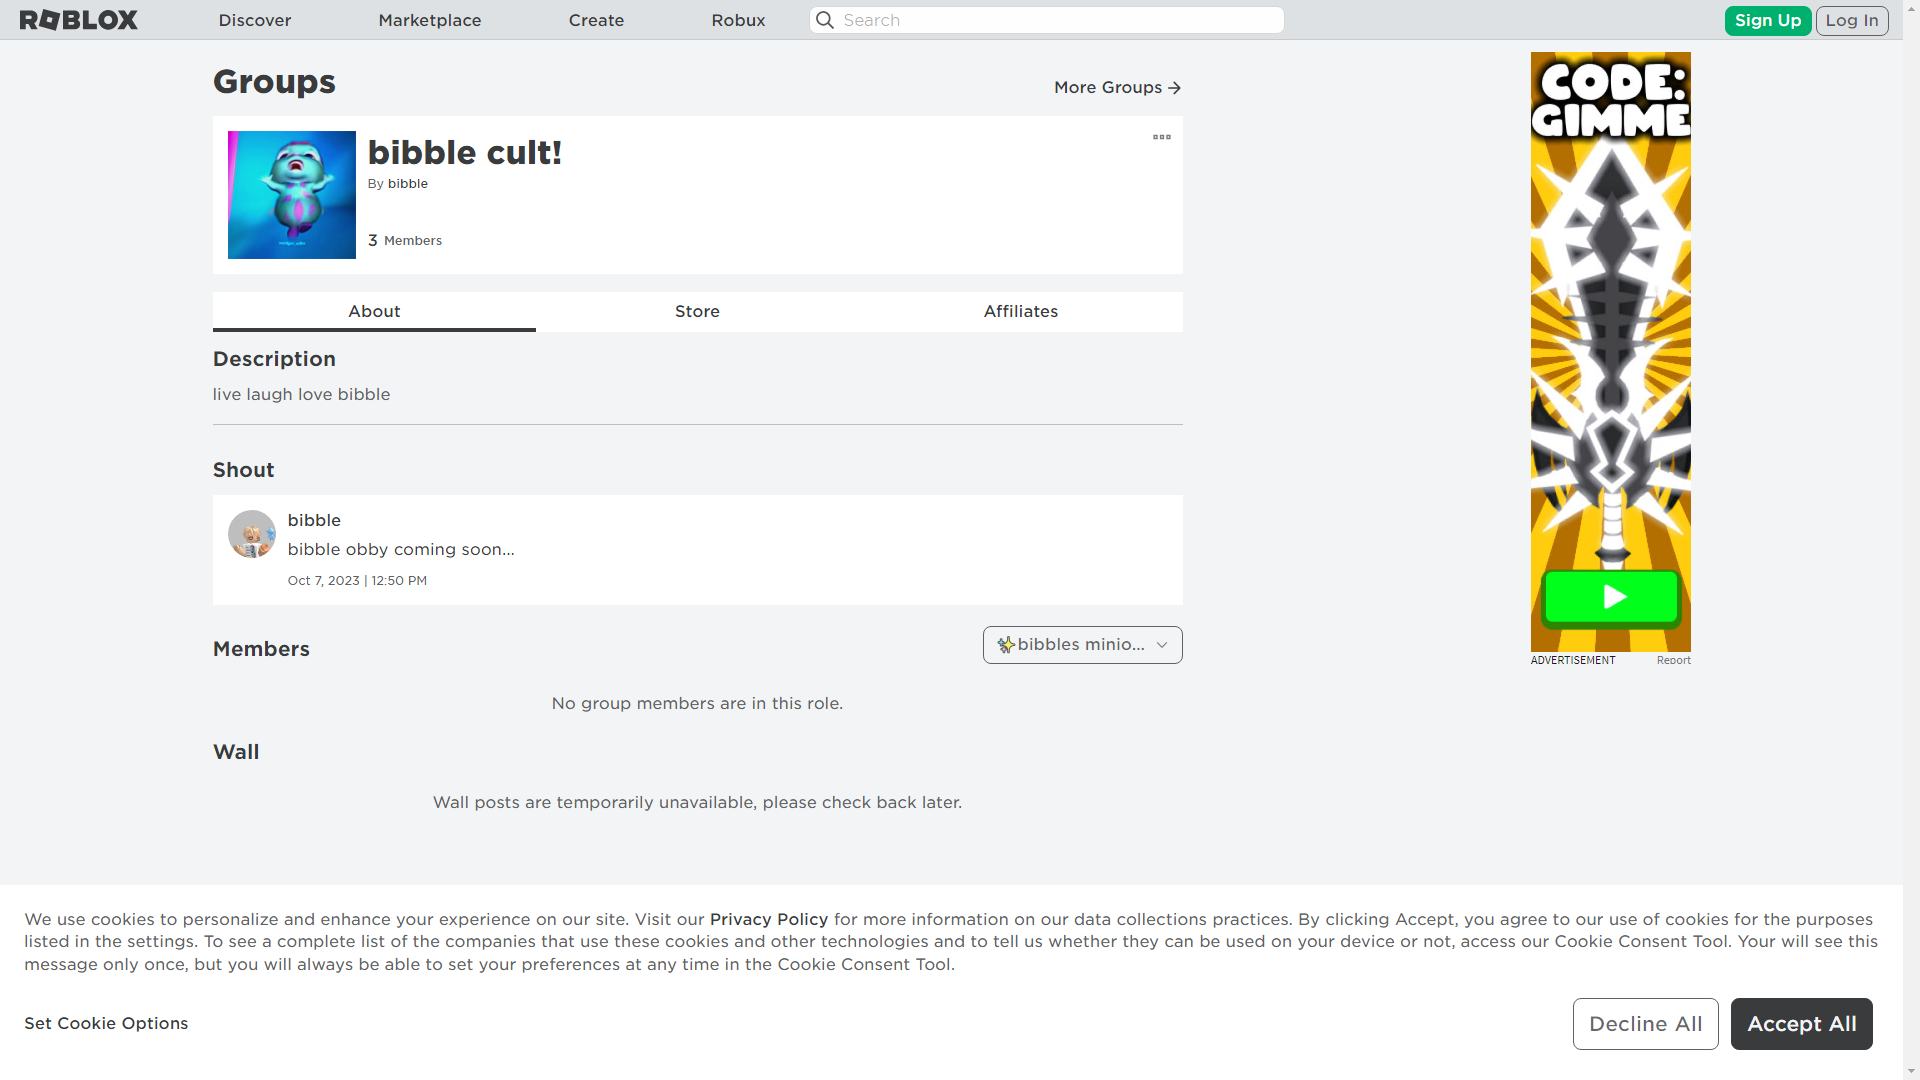 ROBLOX Discover Marketplace Create Robux Search Sign Up Log In
Groups
More Groups
bibble cult!
By bibble
3 Members
About Store Affiliates
Description
live laugh love bibble
Shout
bibble
bibble obby coming soon...
Oct 7, 2023 | 12:50 PM
Members
✨bibbles minio...
No group members are in this role.
Wall
Wall posts are temporarily unavailable, please check back later.
CODE:
GIMME
ADVERTISEMENT Report
We use cookies to personalize and enhance your experience on our site. Visit our Privacy Policy for more information on our data collections practices. By clicking Accept, you agree to our use of cookies for the purposes
listed in the settings. To see a complete list of the companies that use these cookies and other technologies and to tell us whether they can be used on your device or not, access our Cookie Consent Tool. Your will see this
message only once, but you will always be able to set your preferences at any time in the Cookie Consent Tool.
Set Cookie Options
Decline All
Accept All